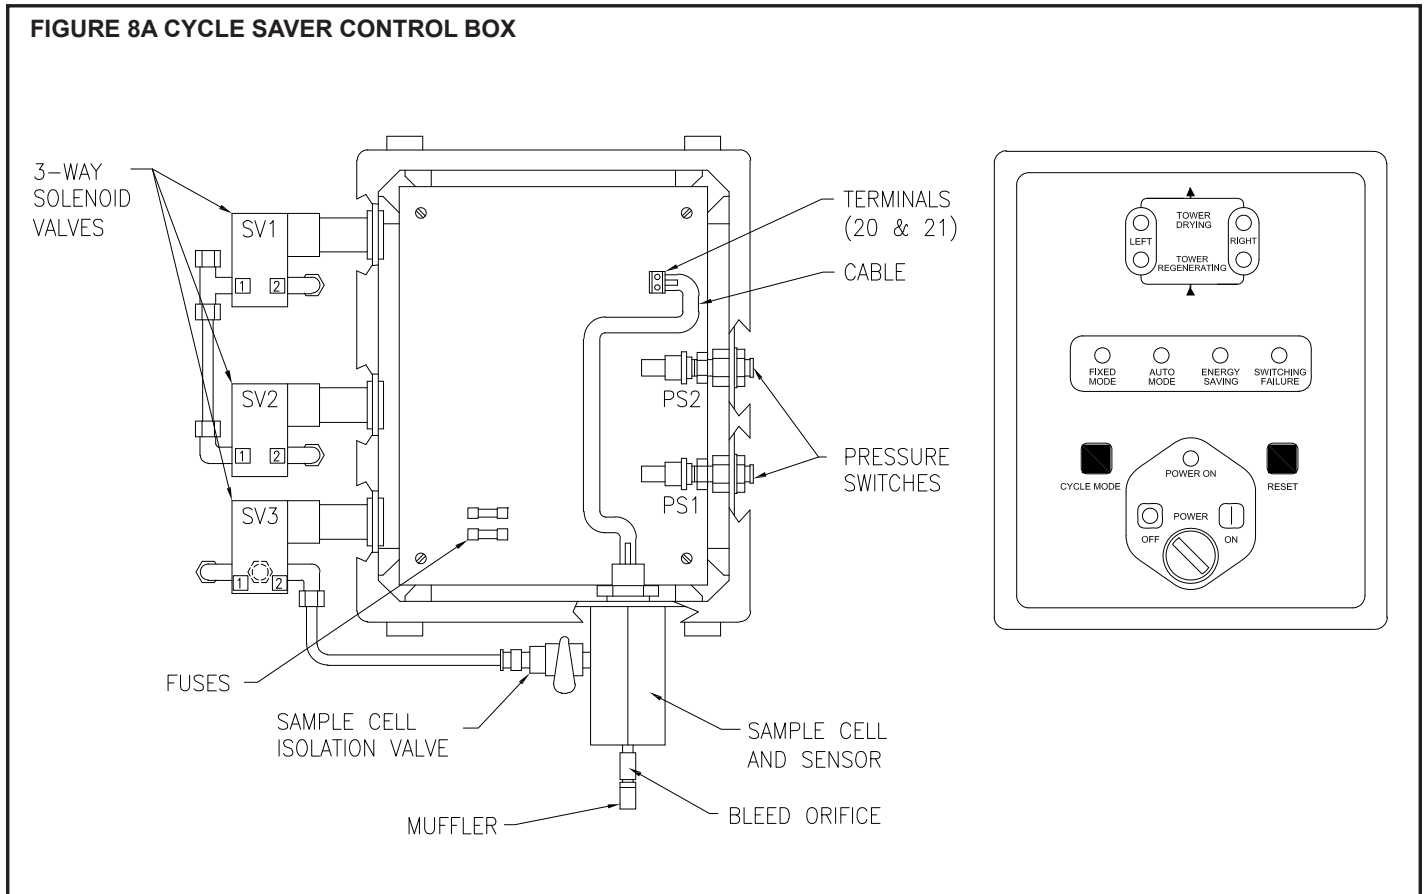 FIGURE 8A CYCLE SAVER CONTROL BOX
3-WAY
SOLENOID
VALVES
SV1
1 2
SV2
1 2
SV3
1 2
TERMINALS
(20 & 21)
CABLE
PS2
PS1
PRESSURE
SWITCHES
FUSES
SAMPLE CELL
ISOLATION VALVE
SAMPLE CELL
AND SENSOR
BLEED ORIFICE
MUFFLER
TOWER
DRYING
LEFT
RIGHT
TOWER
REGENERATING
FIXED
MODE
AUTO
MODE
ENERGY
SAVING
SWITCHING
FAILURE
CYCLE MODE
POWER ON
RESET
POWER
OFF
ON